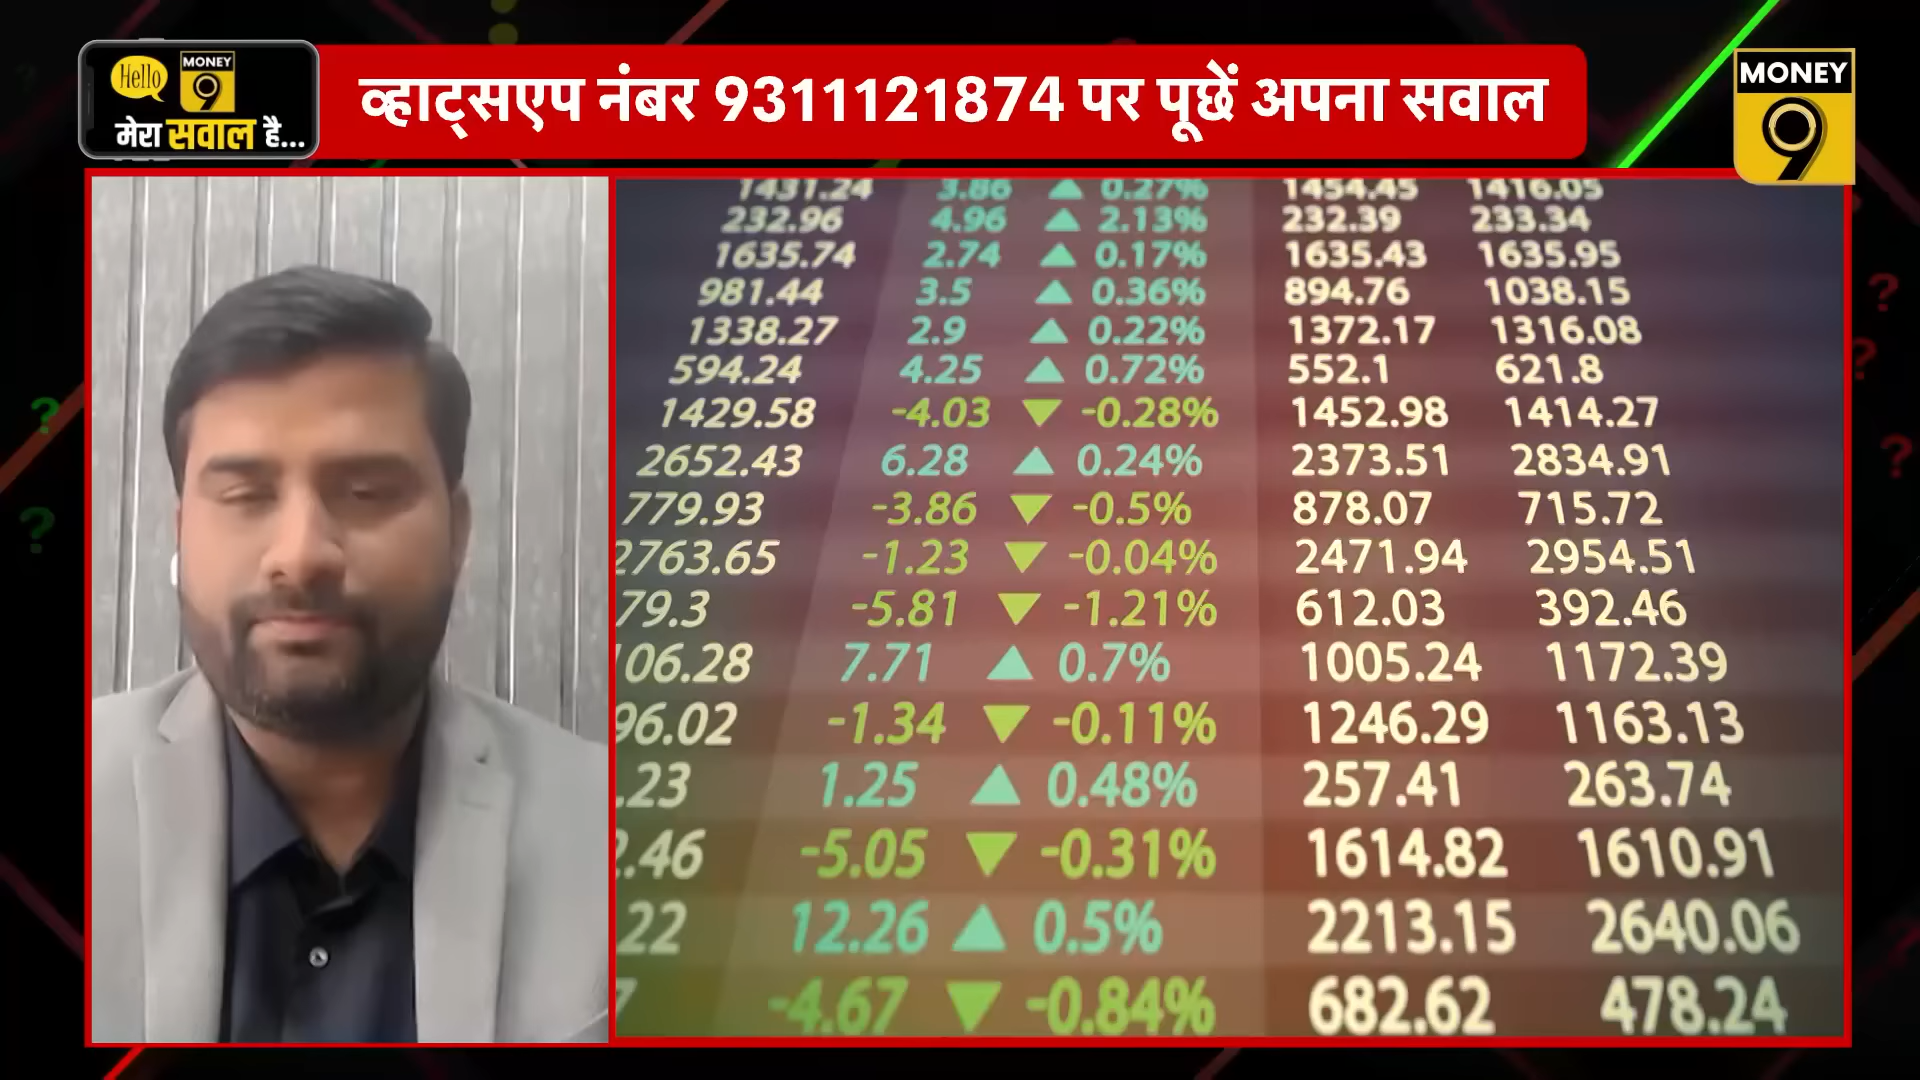 Hello
MONEY
9
मेरा सवाल है...
व्हाट्सएप नंबर 9311121874 पर पूछें अपना सवाल
MONEY
9
1431.24 3.86 ▲ 0.27% 1454.45 1416.05
232.96 4.96 ▲ 2.13% 232.39 233.34
1635.74 2.74 ▲ 0.17% 1635.43 1635.95
981.44 3.5 ▲ 0.36% 894.76 1038.15
1338.27 2.9 ▲ 0.22% 1372.17 1316.08
594.24 4.25 ▲ 0.72% 552.1 621.8
1429.58 -4.03 ▼ -0.28% 1452.98 1414.27
2652.43 6.28 ▲ 0.24% 2373.51 2834.91
779.93 -3.86 ▼ -0.5% 878.07 715.72
2763.65 -1.23 ▼ -0.04% 2471.94 2954.51
79.3 -5.81 ▼ -1.21% 612.03 392.46
06.28 7.71 ▲ 0.7% 1005.24 1172.39
96.02 -1.34 ▼ -0.11% 1246.29 1163.13
.23 1.25 ▲ 0.48% 257.41 263.74
.46 -5.05 ▼ -0.31% 1614.82 1610.91
22 12.26 ▲ 0.5% 2213.15 2640.06
7 -4.67 ▼ -0.84% 682.62 478.24